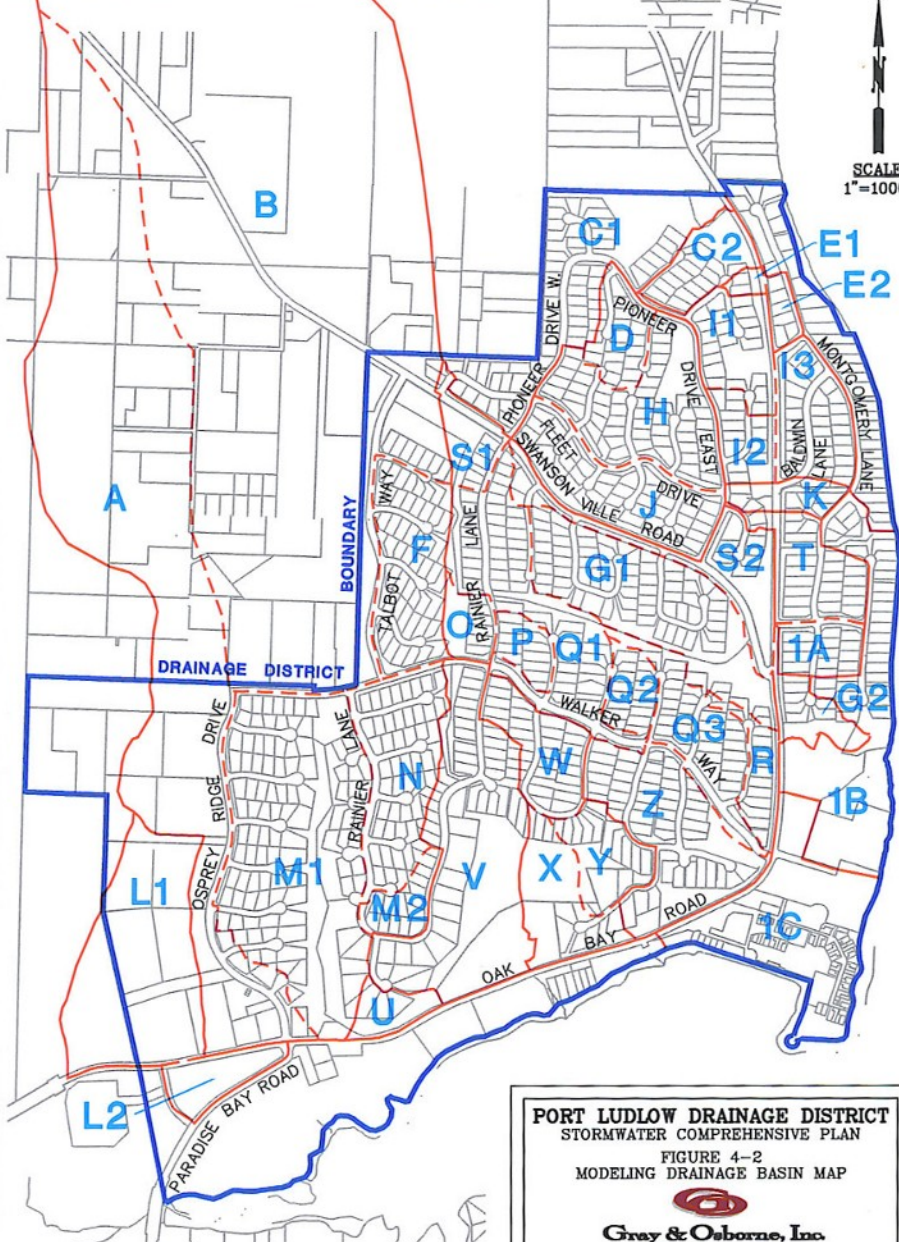 N
SCALE
1"=1000
B
C1
C2
E1
E2
PIONEER
DRIVE W.
PIONEER
DRIVE
EAST
D
I1
I3
MONTGOMERY LANE
H
I2
BALDWIN
LANE
FLEET
DRIVE
SWANSON VILLE ROAD
S1
A
J
K
BOUNDARY
WAY
TALBOT
F
LANE
RAINIER
G1
S2
T
O
P
Q1
Q2
Q3
1A
G2
DRAINAGE DISTRICT
WALKER
WAY
DRIVE
RIDGE
OSPREY
LANE
RAINIER
N
W
Z
R
1B
L1
M1
M2
V
X
Y
1C
OAK
BAY
ROAD
U
L2
PARADISE BAY ROAD
PORT LUDLOW DRAINAGE DISTRICT
STORMWATER COMPREHENSIVE PLAN
FIGURE 4-2
MODELING DRAINAGE BASIN MAP
Gray & Osborne, Inc.